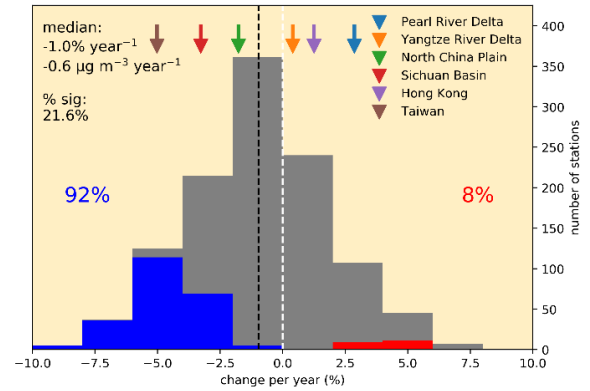 median:
-1.0% year⁻¹
-0.6 µg m⁻³ year⁻¹
% sig:
21.6%
92%
8%
Pearl River Delta
Yangtze River Delta
North China Plain
Sichuan Basin
Hong Kong
Taiwan
400
350
300
250
200
150
100
50
0
number of stations
−10.0 −7.5 −5.0 −2.5 0.0 2.5 5.0 7.5 10.0
change per year (%)